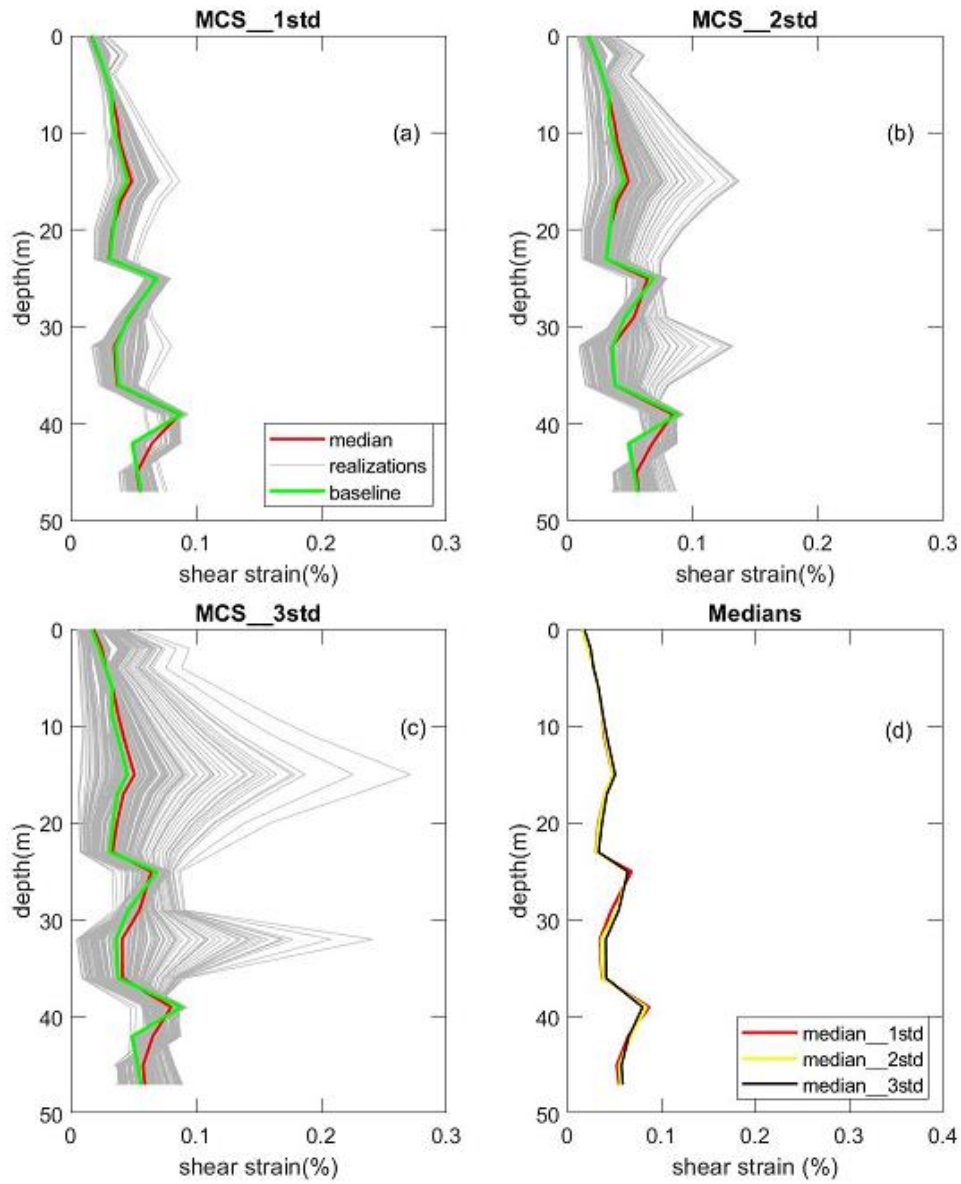 MCS__1std
0
10
20
30
40
50
depth(m)
(a)
median
realizations
baseline
0
0.1
0.2
0.3
shear strain(%)
MCS__2std
0
10
20
30
40
50
depth(m)
(b)
0
0.1
0.2
0.3
shear strain(%)
MCS__3std
0
10
20
30
40
50
depth(m)
(c)
0
0.1
0.2
0.3
shear strain(%)
Medians
0
10
20
30
40
50
depth(m)
(d)
median__1std
median__2std
median__3std
0
0.1
0.2
0.3
0.4
shear strain (%)